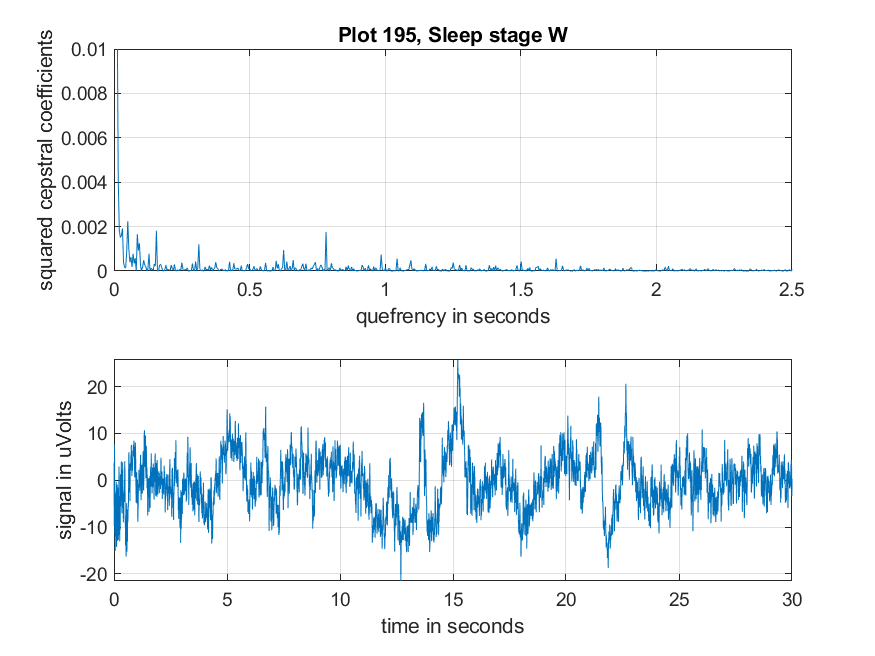 Plot 195, Sleep stage W
squared cepstral coefficients
0.01
0.008
0.006
0.004
0.002
0
0 0.5 1 1.5 2 2.5
quefrency in seconds
signal in uVolts
20
10
0
-10
-20
0 5 10 15 20 25 30
time in seconds